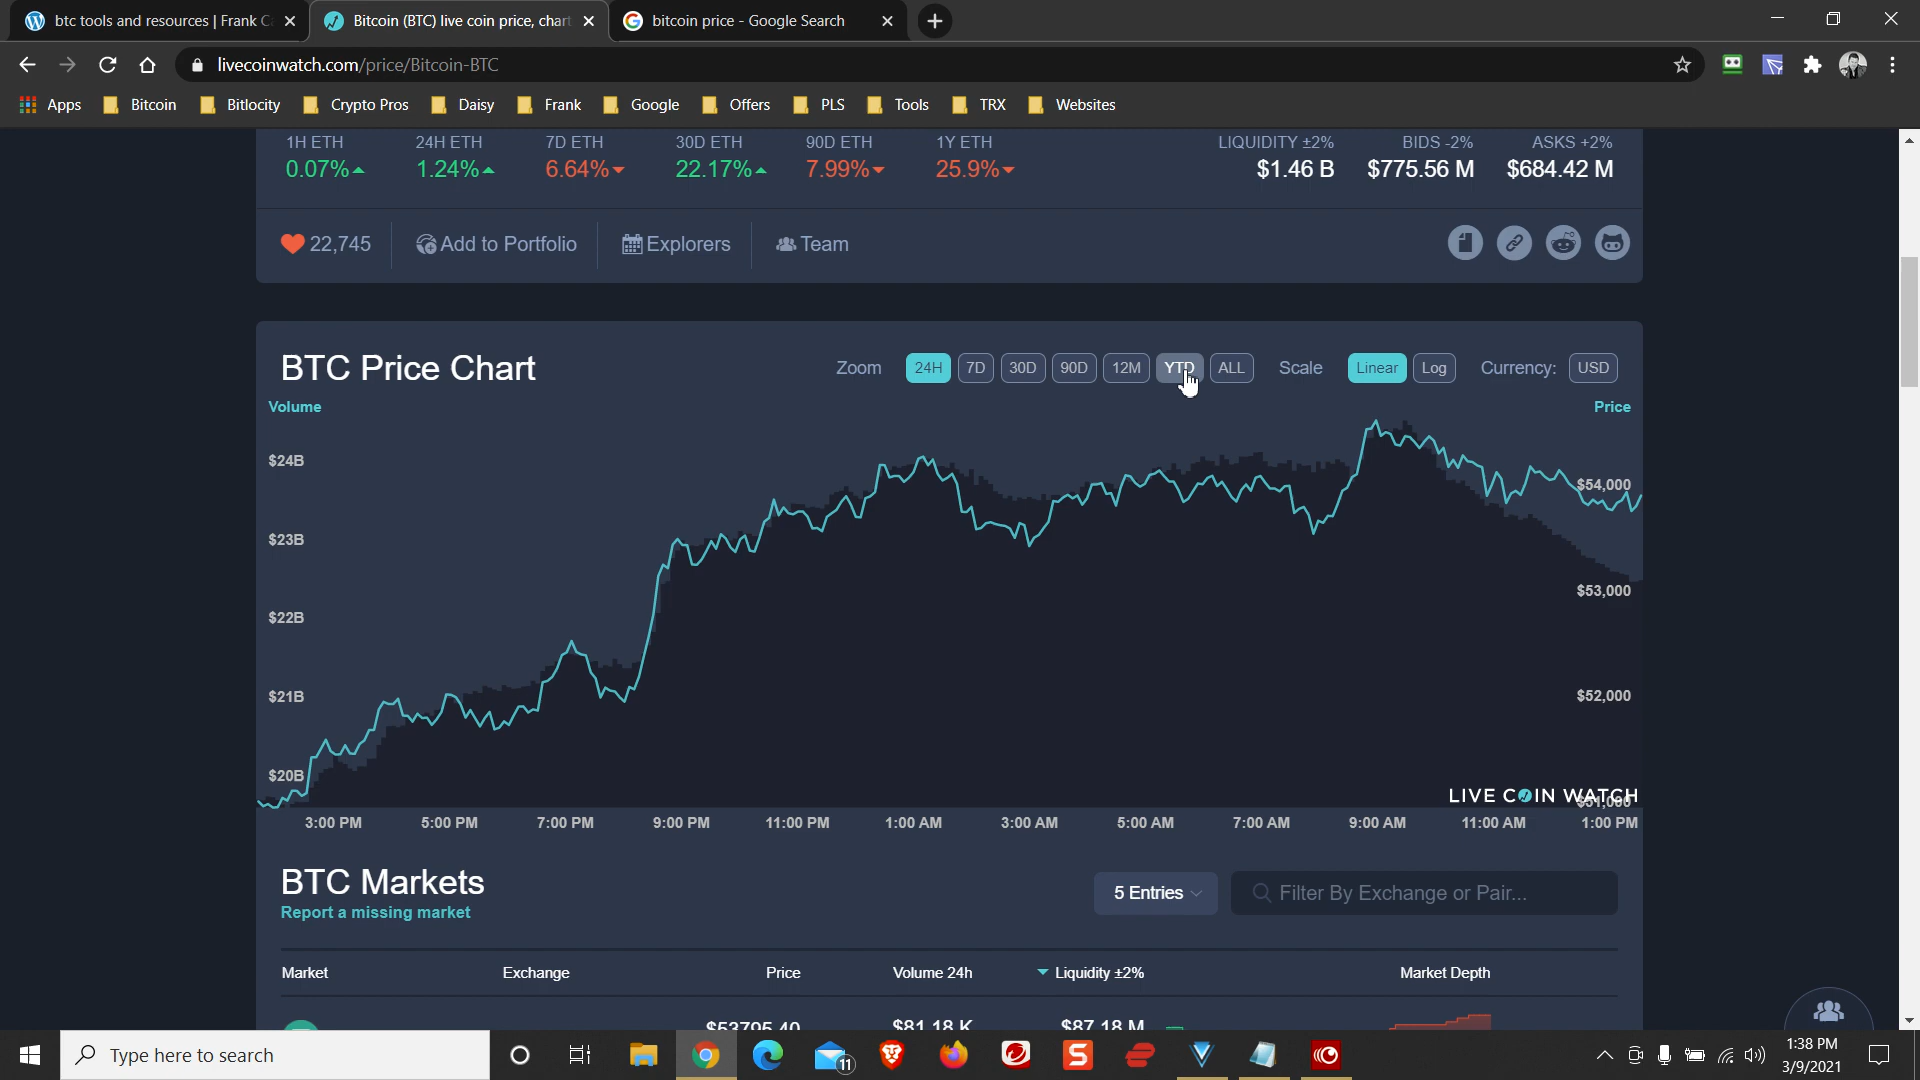 btc tools and resources | Frank C
Bitcoin (BTC) live coin price, chart
bitcoin price - Google Search
livecoinwatch.com/price/Bitcoin-BTC
Apps Bitcoin Bitlocity Crypto Pros Daisy Frank Google Offers PLS Tools TRX Websites
1H ETH 24H ETH 7D ETH 30D ETH 90D ETH 1Y ETH LIQUIDITY ±2% BIDS -2% ASKS +2%
0.07% 1.24% 6.64% 22.17% 7.99% 25.9% $1.46 B $775.56 M $684.42 M
22,745 Add to Portfolio Explorers Team
BTC Price Chart Zoom 24H 7D 30D 90D 12M YTD ALL Scale Linear Log Currency: USD
Volume Price
$24B
$54,000
$23B
$53,000
$22B
$21B
$52,000
$20B
LIVE COIN WATCH
$51,000
3:00 PM 5:00 PM 7:00 PM 9:00 PM 11:00 PM 1:00 AM 3:00 AM 5:00 AM 7:00 AM 9:00 AM 11:00 AM 1:00 PM
BTC Markets
5 Entries Filter By Exchange or Pair...
Report a missing market
Market Exchange Price Volume 24h Liquidity ±2% Market Depth
$53795.40 $81.18 K $87.18 M
Type here to search
11
1:38 PM
3/9/2021